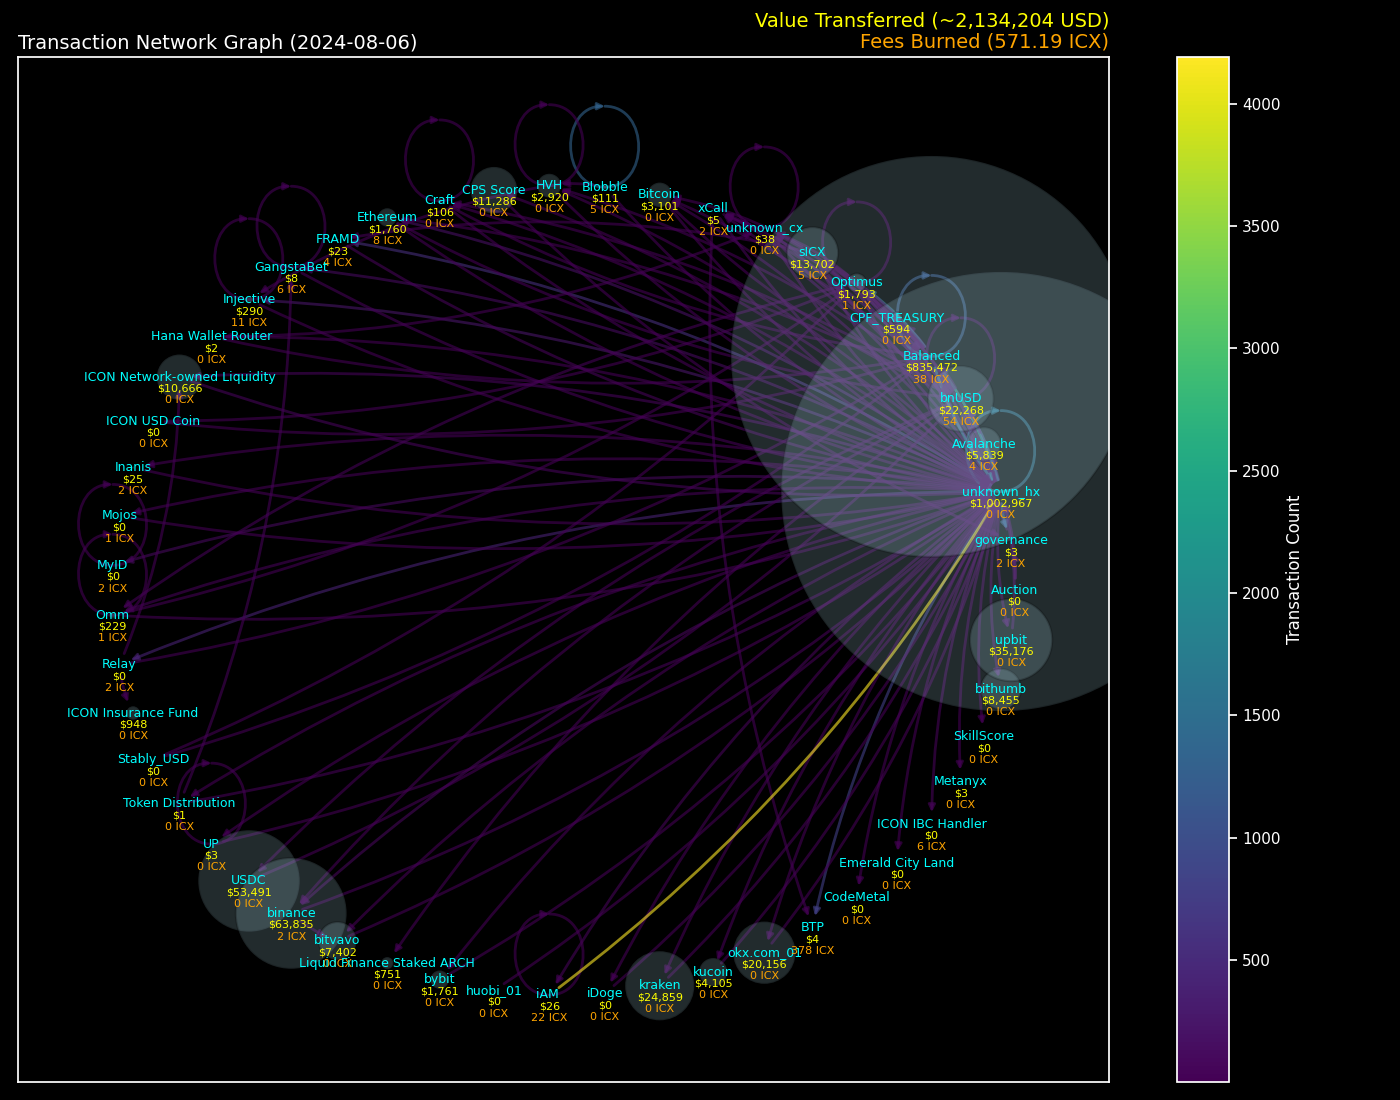 Value Transferred (~2,134,204 USD)
Transaction Network Graph (2024-08-06)
Fees Burned (571.19 ICX)
HVH
$2,920
0 ICX
Blobble
$111
5 ICX
CPS Score
$11,286
0 ICX
Bitcoin
$3,101
0 ICX
Craft
$106
0 ICX
xCall
$5
2 ICX
Ethereum
$1,760
8 ICX
unknown_cx
$38
0 ICX
FRAMD
$23
4 ICX
sICX
$13,702
5 ICX
GangstaBet
$8
6 ICX
Optimus
$1,793
1 ICX
Injective
$290
11 ICX
CPF_TREASURY
$594
0 ICX
Hana Wallet Router
$2
0 ICX
Balanced
$835,472
38 ICX
ICON Network-owned Liquidity
$10,666
0 ICX
bnUSD
$22,268
54 ICX
ICON USD Coin
$0
0 ICX
Avalanche
$5,839
4 ICX
Inanis
$25
2 ICX
unknown_hx
$1,002,967
0 ICX
Mojos
$0
1 ICX
governance
$3
2 ICX
MyID
$0
2 ICX
Auction
$0
0 ICX
Omm
$229
1 ICX
upbit
$35,176
0 ICX
Relay
$0
2 ICX
bithumb
$8,455
0 ICX
ICON Insurance Fund
$948
0 ICX
SkillScore
$0
0 ICX
Stably_USD
$0
0 ICX
Metanyx
$3
0 ICX
Token Distribution
$1
0 ICX
ICON IBC Handler
$0
6 ICX
UP
$3
0 ICX
Emerald City Land
$0
0 ICX
USDC
$53,491
0 ICX
CodeMetal
$0
0 ICX
binance
$63,835
2 ICX
BTP
$4
378 ICX
bitvavo
$7,402
0 ICX
okx.com_01
$20,156
0 ICX
Liquid Finance Staked ARCH
$751
0 ICX
kucoin
$4,105
0 ICX
bybit
$1,761
0 ICX
kraken
$24,859
0 ICX
huobi_01
$0
0 ICX
iAM
$26
22 ICX
iDoge
$0
0 ICX
4000
3500
3000
2500
2000
1500
1000
500
Transaction Count